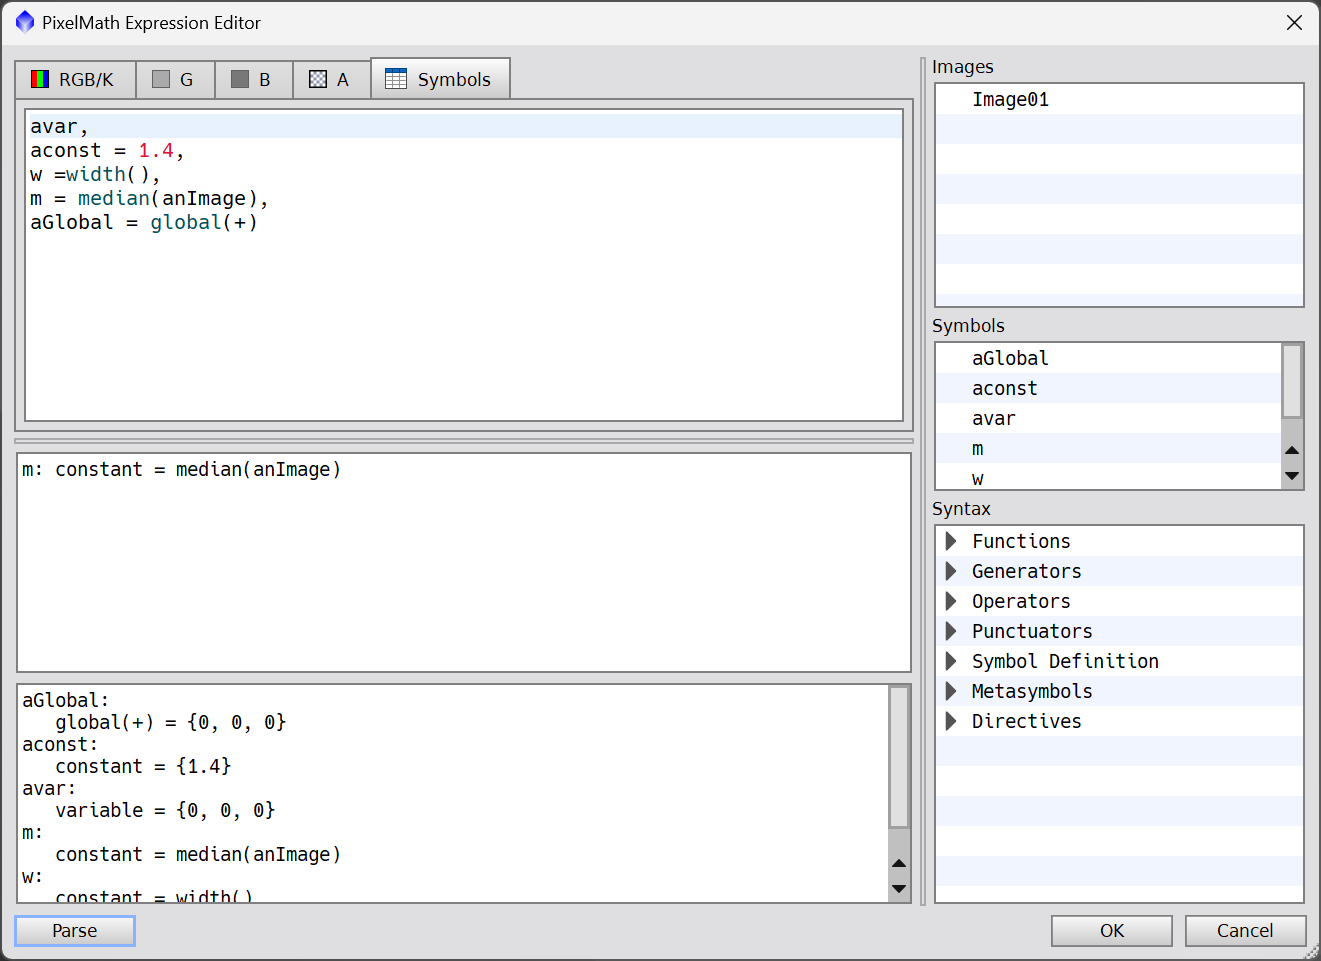 PixelMath Expression Editor
RGB/K
G
B
A
Symbols
avar,
aconst = 1.4,
w =width(),
m = median(anImage),
aGlobal = global(+)
m: constant = median(anImage)
aGlobal:
global(+) = {0, 0, 0}
aconst:
constant = {1.4}
avar:
variable = {0, 0, 0}
m:
constant = median(anImage)
w:
constant = width()
Parse
Images
Image01
Symbols
aGlobal
aconst
avar
m
w
Syntax
Functions
Generators
Operators
Punctuators
Symbol Definition
Metasymbols
Directives
OK
Cancel